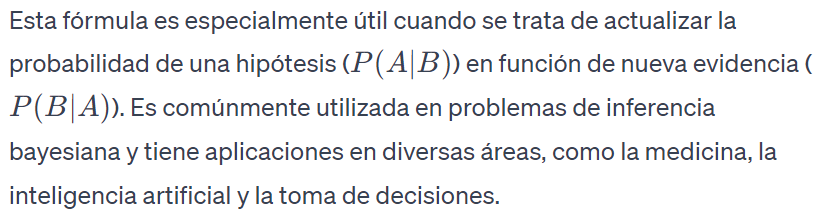 Esta fórmula es especialmente útil cuando se trata de actualizar la
probabilidad de una hipótesis (P(A|B)) en función de nueva evidencia (
P(B|A)). Es comúnmente utilizada en problemas de inferencia
bayesiana y tiene aplicaciones en diversas áreas, como la medicina, la
inteligencia artificial y la toma de decisiones.